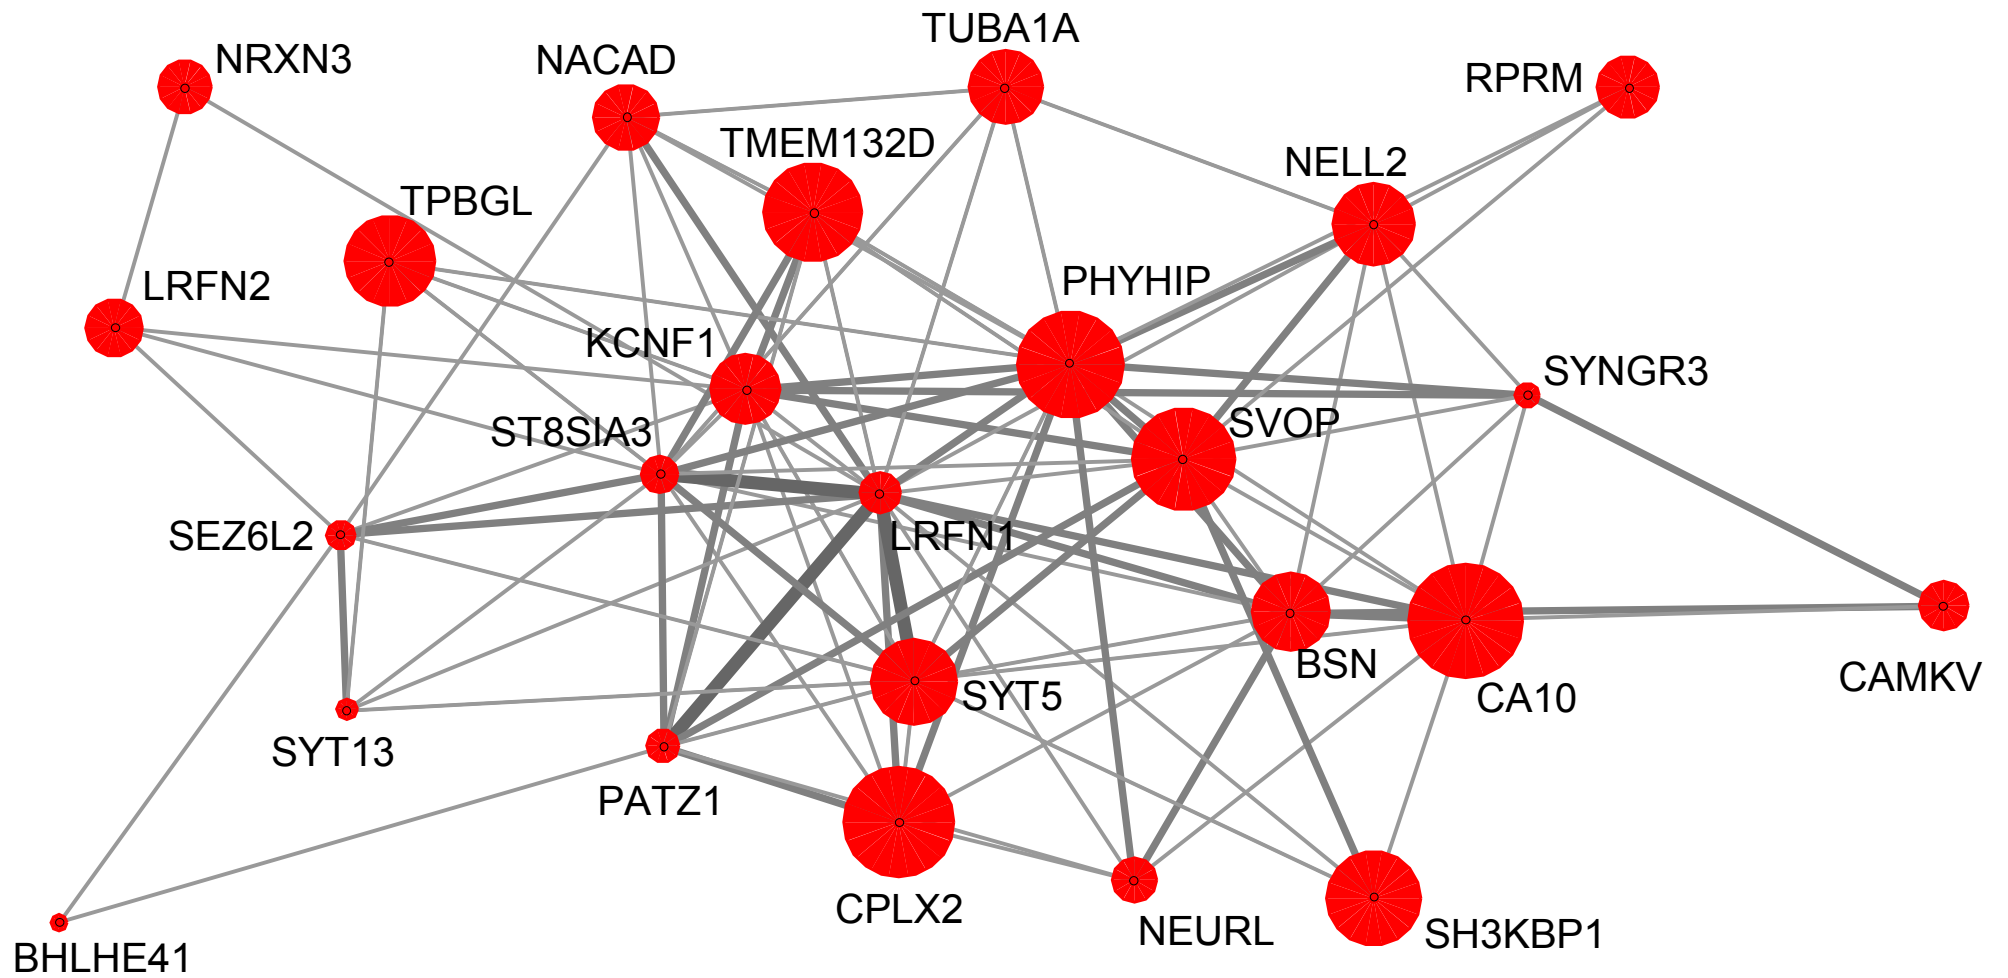 TUBA1A
NRXN3
NACAD
RPRM
TMEM132D
NELL2
TPBGL
PHYHIP
LRFN2
KCNF1
SYNGR3
SVOP
ST8SIA3
SEZ6L2
LRFN1
BSN
CAMKV
SYT5
CA10
SYT13
PATZ1
CPLX2
NEURL
SH3KBP1
BHLHE41